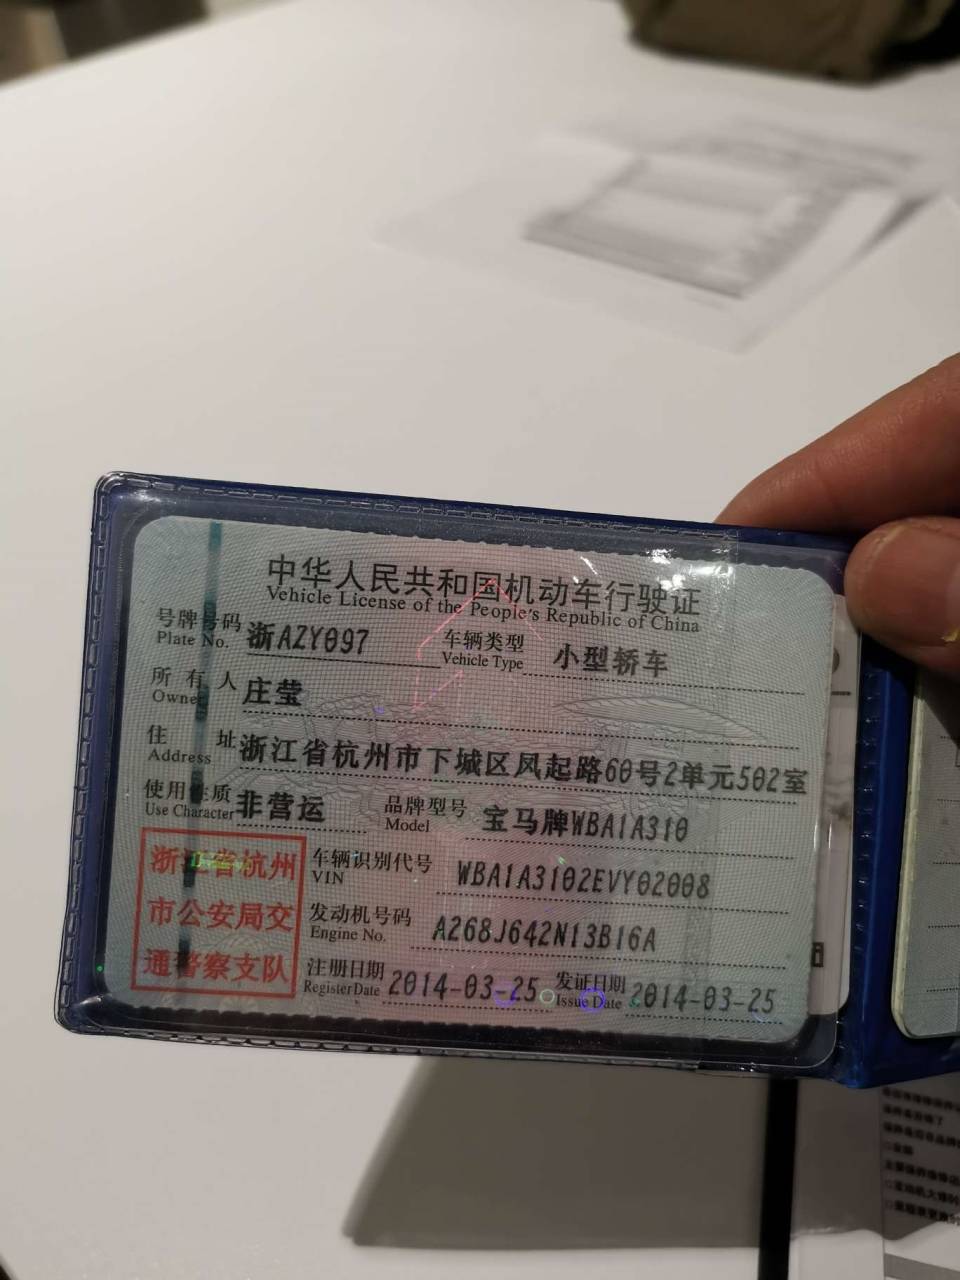 中华人民共和国机动车行驶证
Vehicle License of the People's Republic of China
号牌号码 浙AZY097 车辆类型 小型轿车
Plate No. Vehicle Type
所有人 庄莹
Owner
住址 浙江省杭州市下城区凤起路60号2单元502室
Address
使用性质 非营运 品牌型号 宝马牌WBA1A310
Use Character Model
浙江省杭州
市公安局交
通警察支队
车辆识别代号 WBA1A3102EVY02008
VIN
发动机号码 A268J642N13B16A
Engine No.
注册日期 2014-03-25 发证日期 2014-03-25
Register Date Issue Date